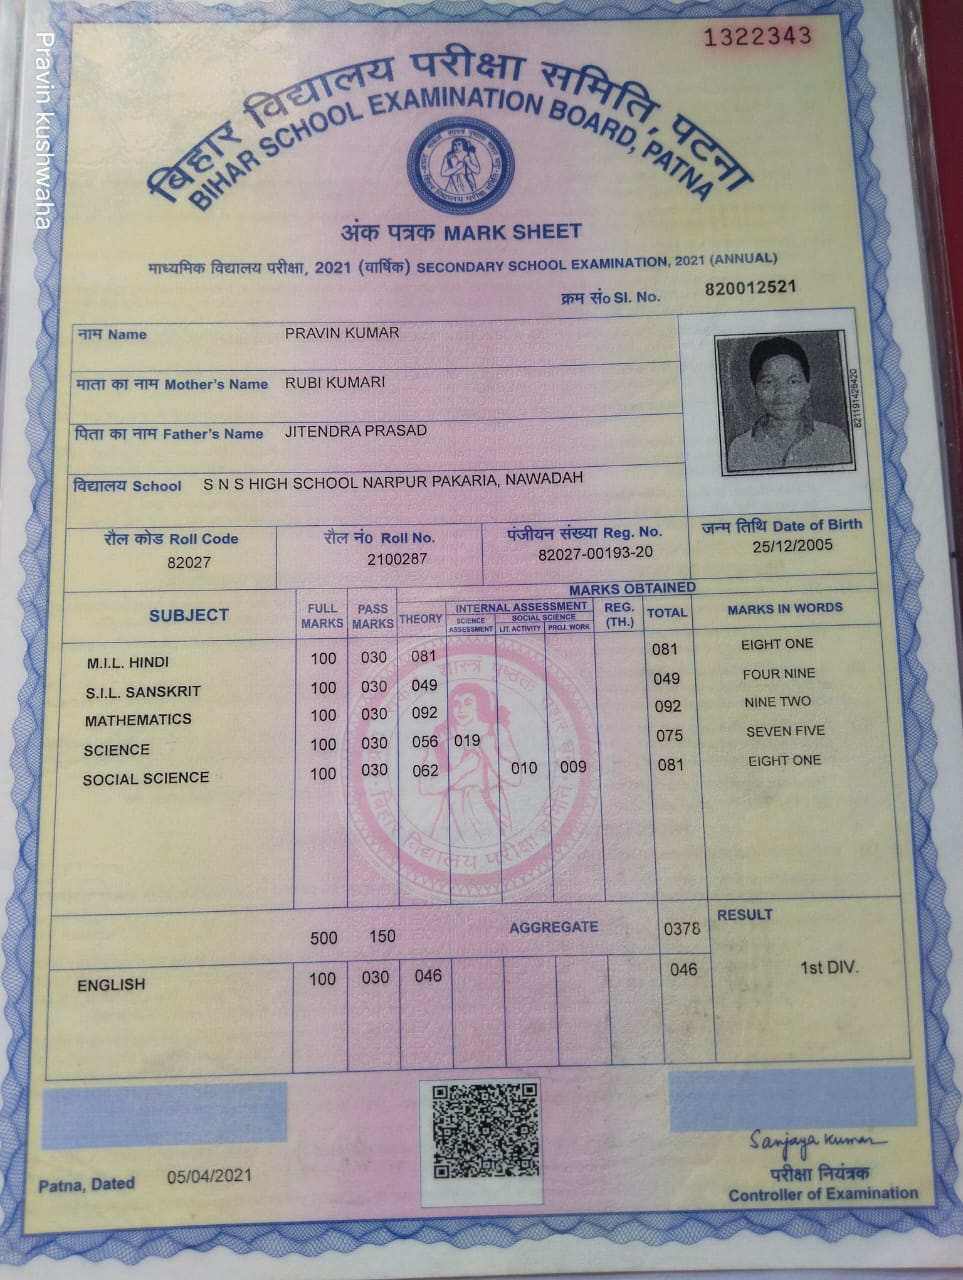 Pravin kushwaha
1322343
बिहार विद्यालय परीक्षा समिति, पटना
BIHAR SCHOOL EXAMINATION BOARD, PATNA
अंक पत्रक MARK SHEET
माध्यमिक विद्यालय परीक्षा, 2021 (वार्षिक) SECONDARY SCHOOL EXAMINATION, 2021 (ANNUAL)
क्रम सं० Sl. No. 820012521
नाम Name PRAVIN KUMAR
माता का नाम Mother's Name RUBI KUMARI
पिता का नाम Father's Name JITENDRA PRASAD
विद्यालय School S N S HIGH SCHOOL NARPUR PAKARIA, NAWADAH
821191428420
रौल कोड Roll Code रौल नं० Roll No. पंजीयन संख्या Reg. No. जन्म तिथि Date of Birth
82027 2100287 82027-00193-20 25/12/2005
SUBJECT FULL MARKS PASS MARKS MARKS OBTAINED
THEORY INTERNAL ASSESSMENT REG. (TH.) TOTAL MARKS IN WORDS
SCIENCE ASSESSMENT SOCIAL SCIENCE
LIT. ACTIVITY PROJ. WORK
M.I.L. HINDI 100 030 081 081 EIGHT ONE
S.I.L. SANSKRIT 100 030 049 049 FOUR NINE
MATHEMATICS 100 030 092 092 NINE TWO
SCIENCE 100 030 056 019 075 SEVEN FIVE
SOCIAL SCIENCE 100 030 062 010 009 081 EIGHT ONE
बिहार विद्यालय परीक्षा समिति
500 150 AGGREGATE 0378 RESULT
ENGLISH 100 030 046 046 1st DIV.
Sanjaya Kumar
Patna, Dated 05/04/2021 परीक्षा नियंत्रक
Controller of Examination